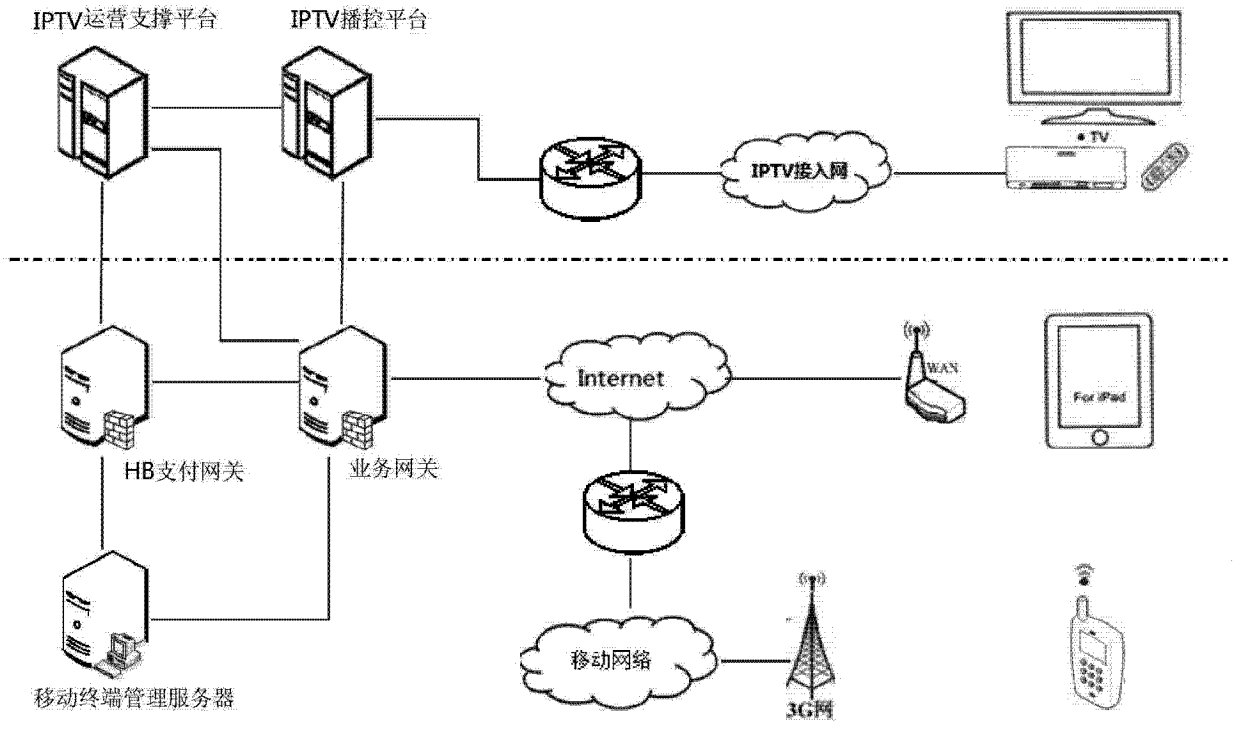 IPTV运营支撑平台
IPTV播控平台
TV
IPTV接入网
Internet
WAN
For iPad
HB支付网关
业务网关
移动网络
移动终端管理服务器
3G网